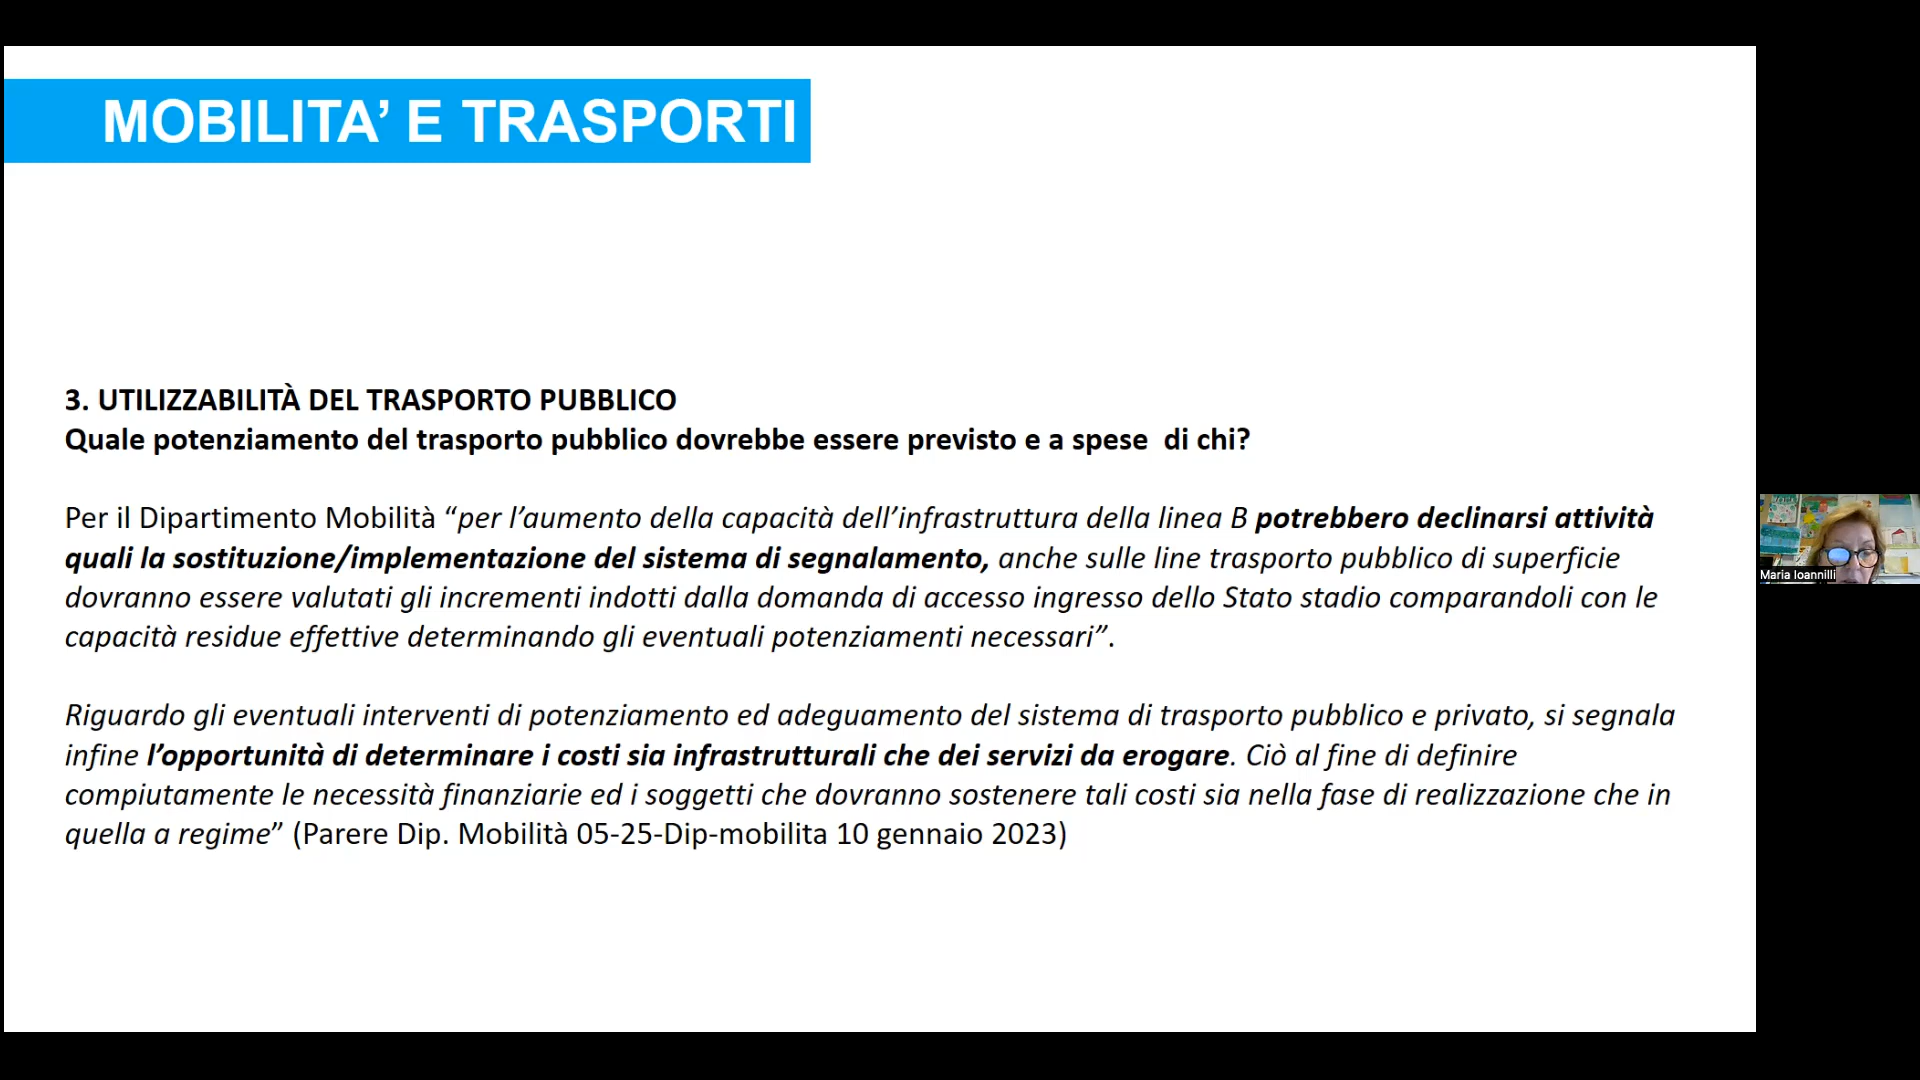 MOBILITA’ E TRASPORTI
3. UTILIZZABILITÀ DEL TRASPORTO PUBBLICO
Quale potenziamento del trasporto pubblico dovrebbe essere previsto e a spese  di chi?
Per il Dipartimento Mobilità “per l’aumento della capacità dell’infrastruttura della linea B potrebbero declinarsi attività
quali la sostituzione/implementazione del sistema di segnalamento, anche sulle line trasporto pubblico di superficie
dovranno essere valutati gli incrementi indotti dalla domanda di accesso ingresso dello Stato stadio comparandoli con le
capacità residue effettive determinando gli eventuali potenziamenti necessari”.
Riguardo gli eventuali interventi di potenziamento ed adeguamento del sistema di trasporto pubblico e privato, si segnala
infine l’opportunità di determinare i costi sia infrastrutturali che dei servizi da erogare. Ciò al fine di definire
compiutamente le necessità finanziarie ed i soggetti che dovranno sostenere tali costi sia nella fase di realizzazione che in
quella a regime” (Parere Dip. Mobilità 05-25-Dip-mobilita 10 gennaio 2023)
Maria Ioannilli